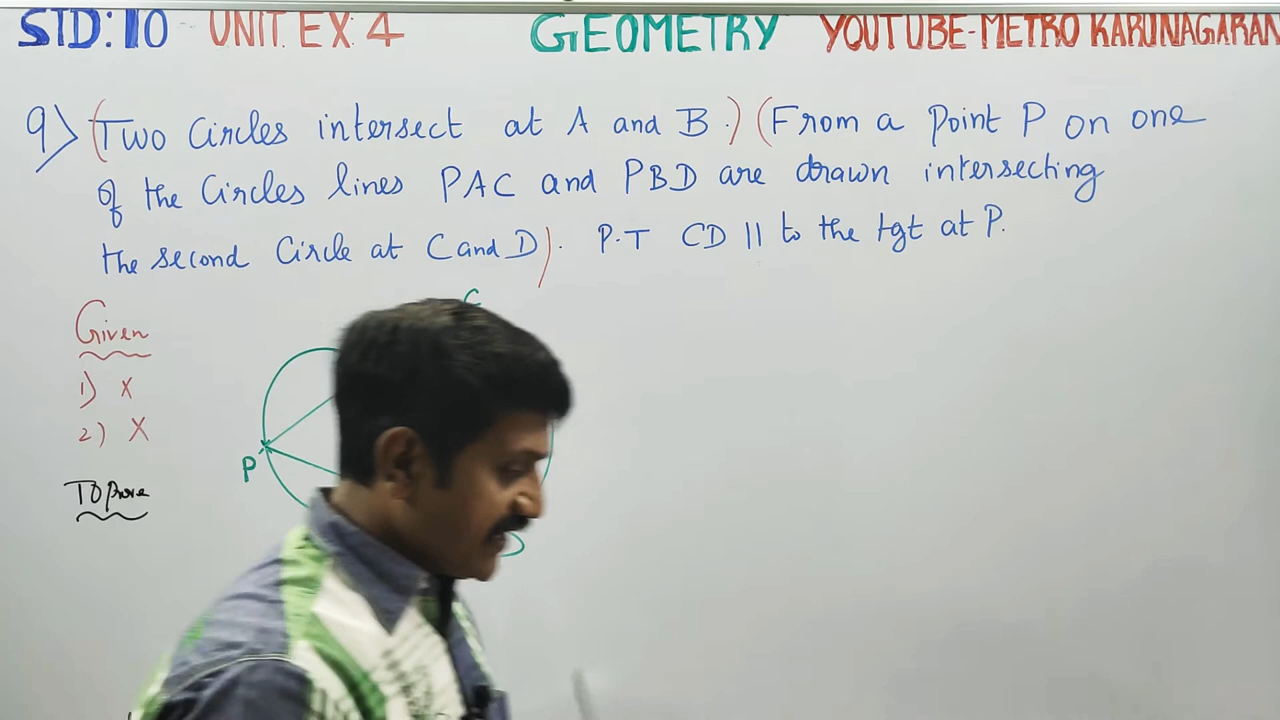 STD: 10 - UNIT. EX. 4 GEOMETRY YOUTUBE-METRO KARUNAGARAN
9) (Two Circles intersect at A and B.) (From a Point P on one
of the Circles lines PAC and PBD are drawn intersecting
the second Circle at C and D). P.T CD || to the tgt at P.
Given
1) x
2) X
TO Prove
C
P
D